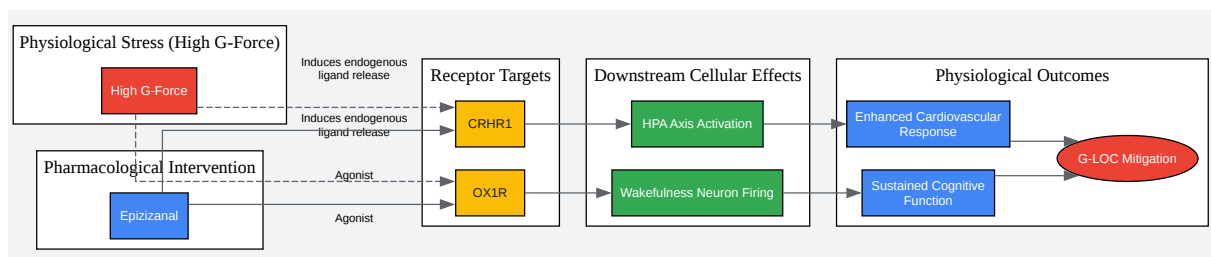 Physiological Stress (High G-Force)
High G-Force
Pharmacological Intervention
Epizizanal
Induces endogenous
ligand release
Induces endogenous
ligand release
Agonist
Agonist
Receptor Targets
CRHR1
OX1R
Downstream Cellular Effects
HPA Axis Activation
Wakefulness Neuron Firing
Physiological Outcomes
Enhanced Cardiovascular
Response
Sustained Cognitive
Function
G-LOC Mitigation